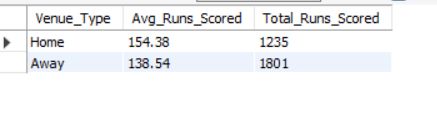 Venue_Type Avg_Runs_Scored Total_Runs_Scored
Home 154.38 1235
Away 138.54 1801